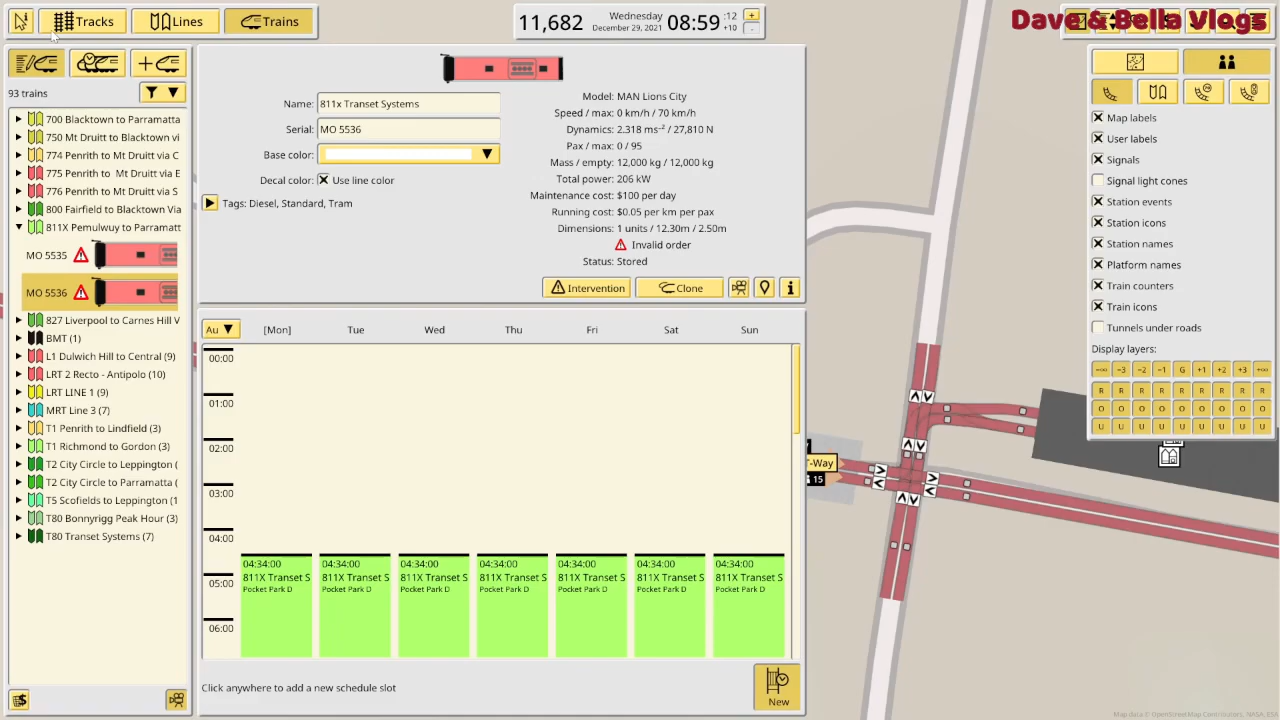 Tracks
Lines
Trains
11,682
Wednesday
December 29, 2021
08:59
:12
+10
+
-
Dave & Bella Vlogs
93 trains
700 Blacktown to Parramatta
750 Mt Druitt to Blacktown vi
774 Penrith to Mt Druitt via C
775 Penrith to Mt Druitt via E
776 Penrith to Mt Druitt via S
800 Fairfield to Blacktown Via
811X Pemulwuy to Parramatt
MO 5535
MO 5536
827 Liverpool to Carnes Hill V
BMT (1)
L1 Dulwich Hill to Central (9)
LRT 2 Recto - Antipolo (10)
LRT LINE 1 (9)
MRT Line 3 (7)
T1 Penrith to Lindfield (3)
T1 Richmond to Gordon (3)
T2 City Circle to Leppington (
T2 City Circle to Parramatta (
T5 Scofields to Leppington (1
T80 Bonnyrigg Peak Hour (3)
T80 Transet Systems (7)
Name: 811x Transet Systems
Serial: MO 5536
Base color:
Decal color: Use line color
Tags: Diesel, Standard, Tram
Model: MAN Lions City
Speed / max: 0 km/h / 70 km/h
Dynamics: 2.318 ms⁻² / 27,810 N
Pax / max: 0 / 95
Mass / empty: 12,000 kg / 12,000 kg
Total power: 206 kW
Maintenance cost: $100 per day
Running cost: $0.05 per km per pax
Dimensions: 1 units / 12.30m / 2.50m
Invalid order
Status: Stored
Intervention
Clone
Au
[Mon] Tue Wed Thu Fri Sat Sun
00:00
01:00
02:00
03:00
04:00
05:00
06:00
04:34:00 04:34:00 04:34:00 04:34:00 04:34:00 04:34:00 04:34:00
811X Transet S 811X Transet S 811X Transet S 811X Transet S 811X Transet S 811X Transet S 811X Transet S
Pocket Park D Pocket Park D Pocket Park D Pocket Park D Pocket Park D Pocket Park D Pocket Park D
Click anywhere to add a new schedule slot
New
T-Way
15
Map labels
User labels
Signals
Signal light cones
Station events
Station icons
Station names
Platform names
Train counters
Train icons
Tunnels under roads
Display layers:
-∞ -3 -2 -1 G +1 +2 +3 +∞
R R R R R R R R R
O O O O O O O O O
U U U U U U U U U
Map data © OpenStreetMap Contributors, NASA, ESA